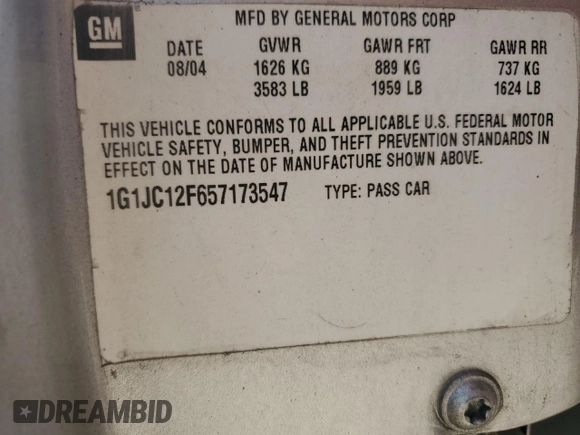 GM
MFD BY GENERAL MOTORS CORP
DATE GVWR GAWR FRT GAWR RR
08/04 1626 KG 889 KG 737 KG
3583 LB 1959 LB 1624 LB
THIS VEHICLE CONFORMS TO ALL APPLICABLE U.S. FEDERAL MOTOR
VEHICLE SAFETY, BUMPER, AND THEFT PREVENTION STANDARDS IN
EFFECT ON THE DATE OF MANUFACTURE SHOWN ABOVE.
1G1JC12F657173547 TYPE: PASS CAR
DREAMBID